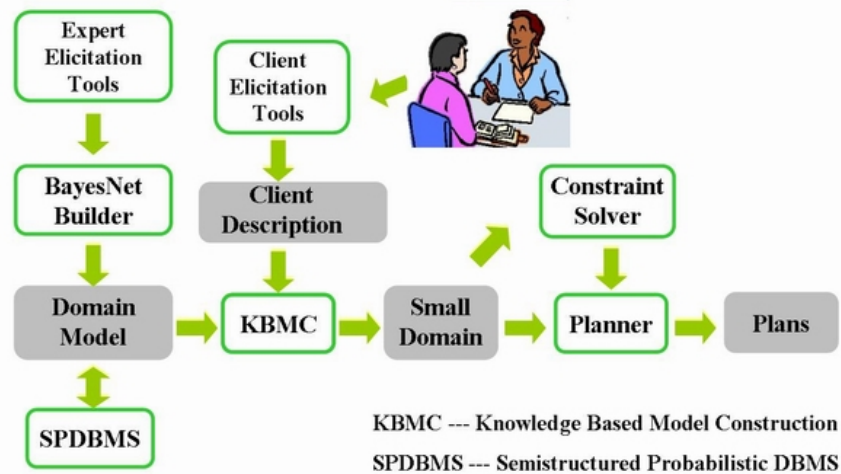 Expert
Elicitation
Tools
Client
Elicitation
Tools
BayesNet
Builder
Client
Description
Constraint
Solver
Domain
Model
KBMC
Small
Domain
Planner
Plans
SPDBMS
KBMC --- Knowledge Based Model Construction
SPDBMS --- Semistructured Probabilistic DBMS